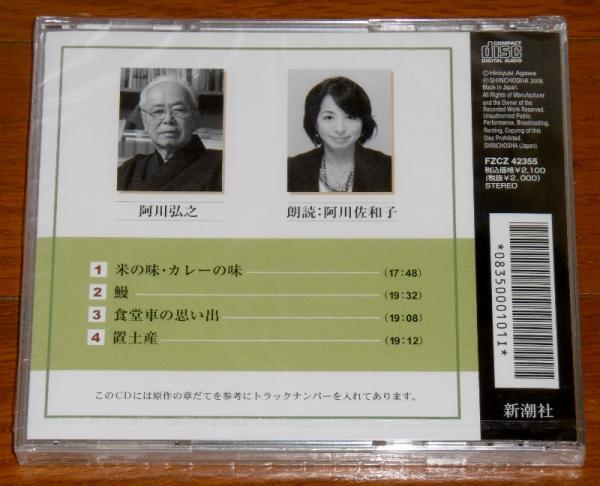 COMPACT
disc
DIGITAL AUDIO
©Hiroyuki Agawa
Ⓟ SHINCHOSHA 2008,
Made in Japan.
All Rights of Manufacturer
and the Owner of the
Recorded Work Reserved.
Unauthorized Public
Performance, Broadcasting,
Renting, Copying of this
Disc Prohibited.
SHINCHOSHA (Japan).
FZCZ 42355
税込価格¥2,100
(税抜¥2,000)
STEREO
阿川弘之
朗読:阿川佐和子
1 米の味・カレーの味 (17:48)
2 鰻 (19:32)
3 食堂車の思い出 (19:08)
4 置土産 (19:12)
このCDには原作の章だてを参考にトラックナンバーを入れてあります。
*0835000101I*
新潮社